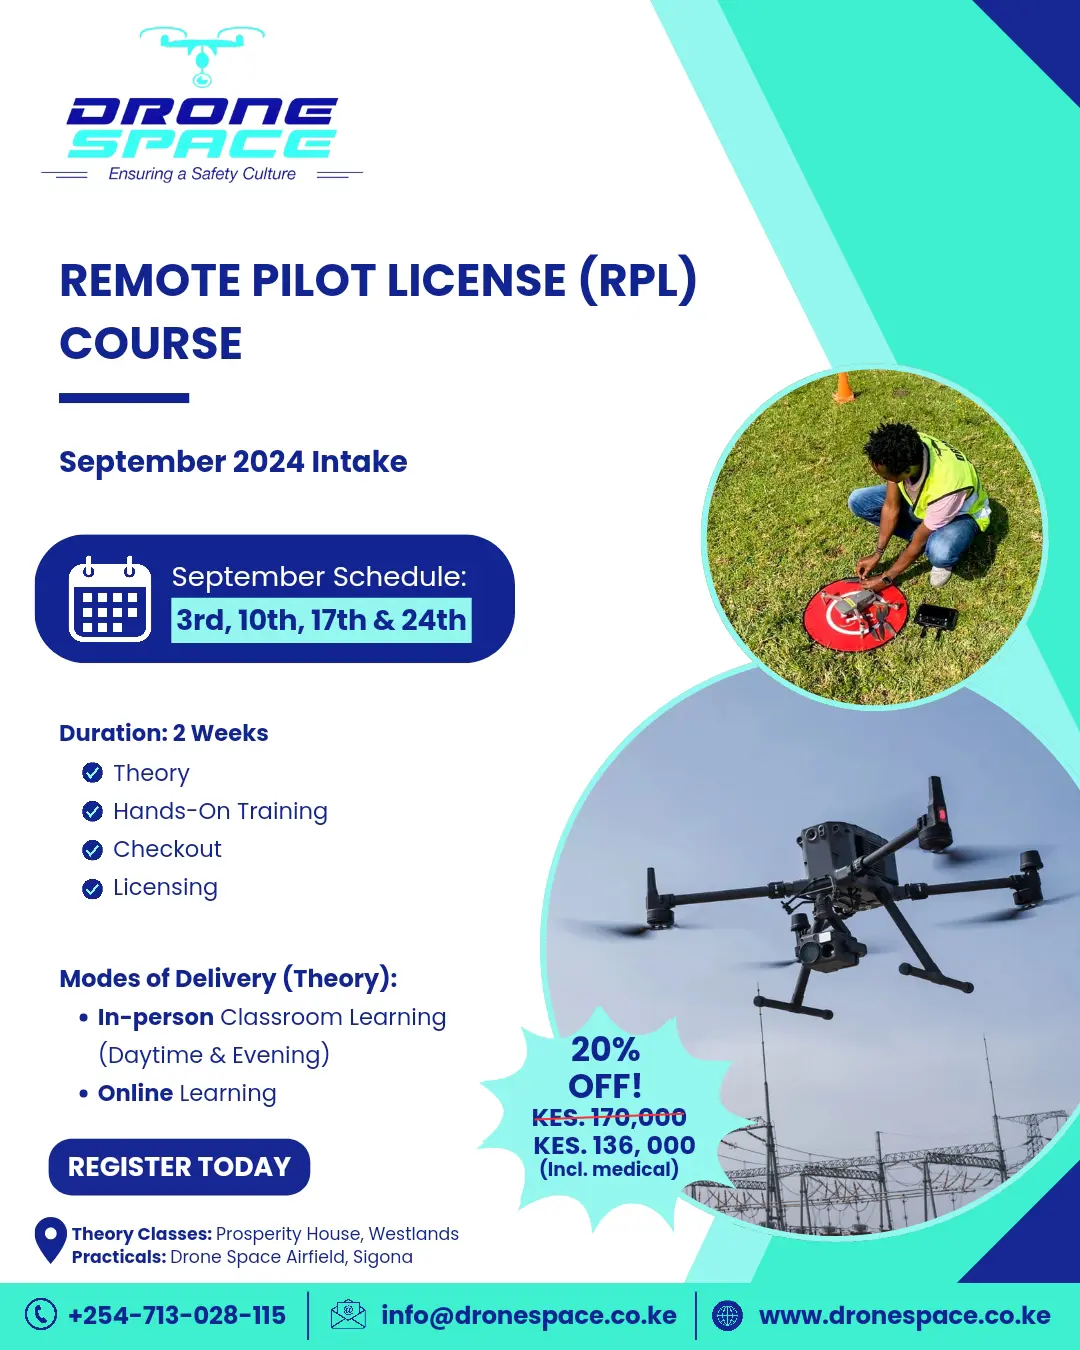 DRONE
SPACE
Ensuring a Safety Culture
REMOTE PILOT LICENSE (RPL)
COURSE
September 2024 Intake
September Schedule:
3rd, 10th, 17th & 24th
Duration: 2 Weeks
Theory
Hands-On Training
Checkout
Licensing
Modes of Delivery (Theory):
• In-person Classroom Learning
(Daytime & Evening)
• Online Learning
20%
OFF!
KES. 170,000
KES. 136, 000
(Incl. medical)
REGISTER TODAY
Theory Classes: Prosperity House, Westlands
Practicals: Drone Space Airfield, Sigona
+254-713-028-115
info@dronespace.co.ke
www.dronespace.co.ke